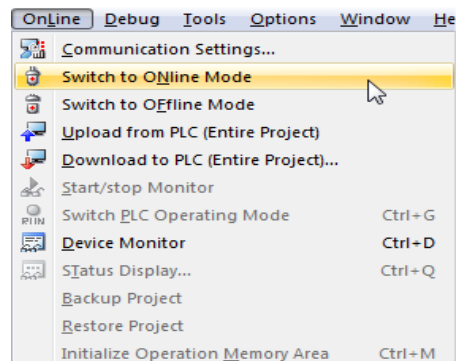 OnLine Debug Tools Options Window He
Communication Settings...
Switch to ONline Mode
Switch to OFfline Mode
Upload from PLC (Entire Project)
Download to PLC (Entire Project)...
Start/stop Monitor
RUN Switch PLC Operating Mode Ctrl+G
Device Monitor Ctrl+D
STatus Display... Ctrl+Q
Backup Project
Restore Project
Initialize Operation Memory Area Ctrl+M